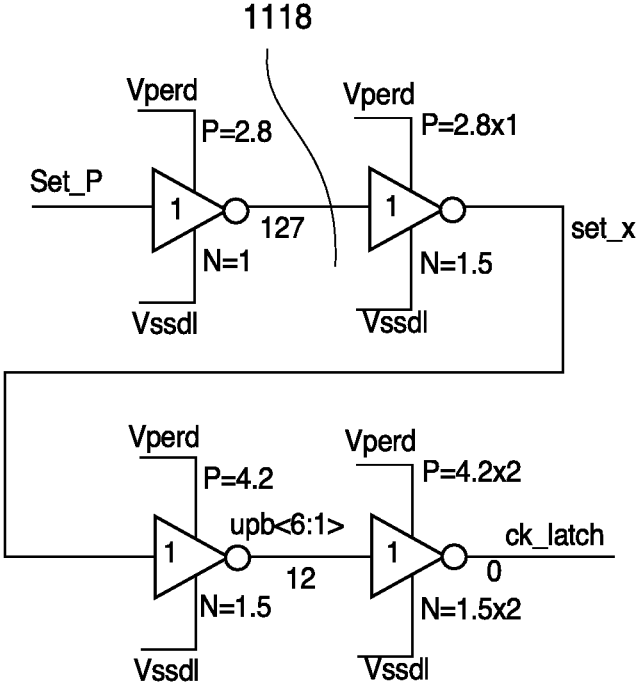 1118
Vperd
Vperd
P=2.8
P=2.8x1
Set_P
1
1
127
set_x
N=1
N=1.5
Vssdl
Vssdl
Vperd
Vperd
P=4.2
P=4.2x2
upb<6:1>
ck_latch
1
1
12
0
N=1.5
N=1.5x2
Vssdl
Vssdl